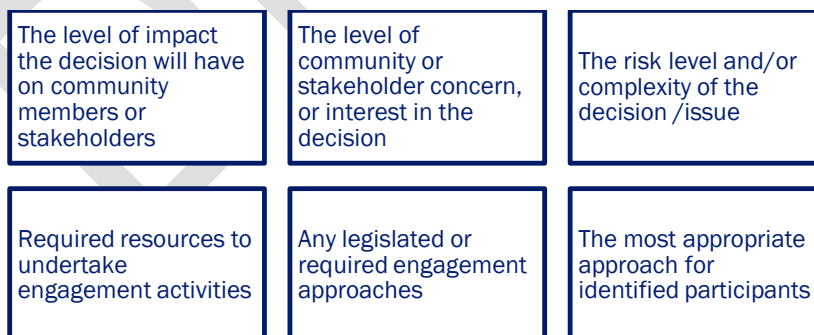 The level of impact
the decision will have
on community
members or
stakeholders
The level of
community or
stakeholder concern,
or interest in the
decision
The risk level and/or
complexity of the
decision /issue
Required resources to
undertake
engagement activities
Any legislated or
required engagement
approaches
The most appropriate
approach for
identified participants